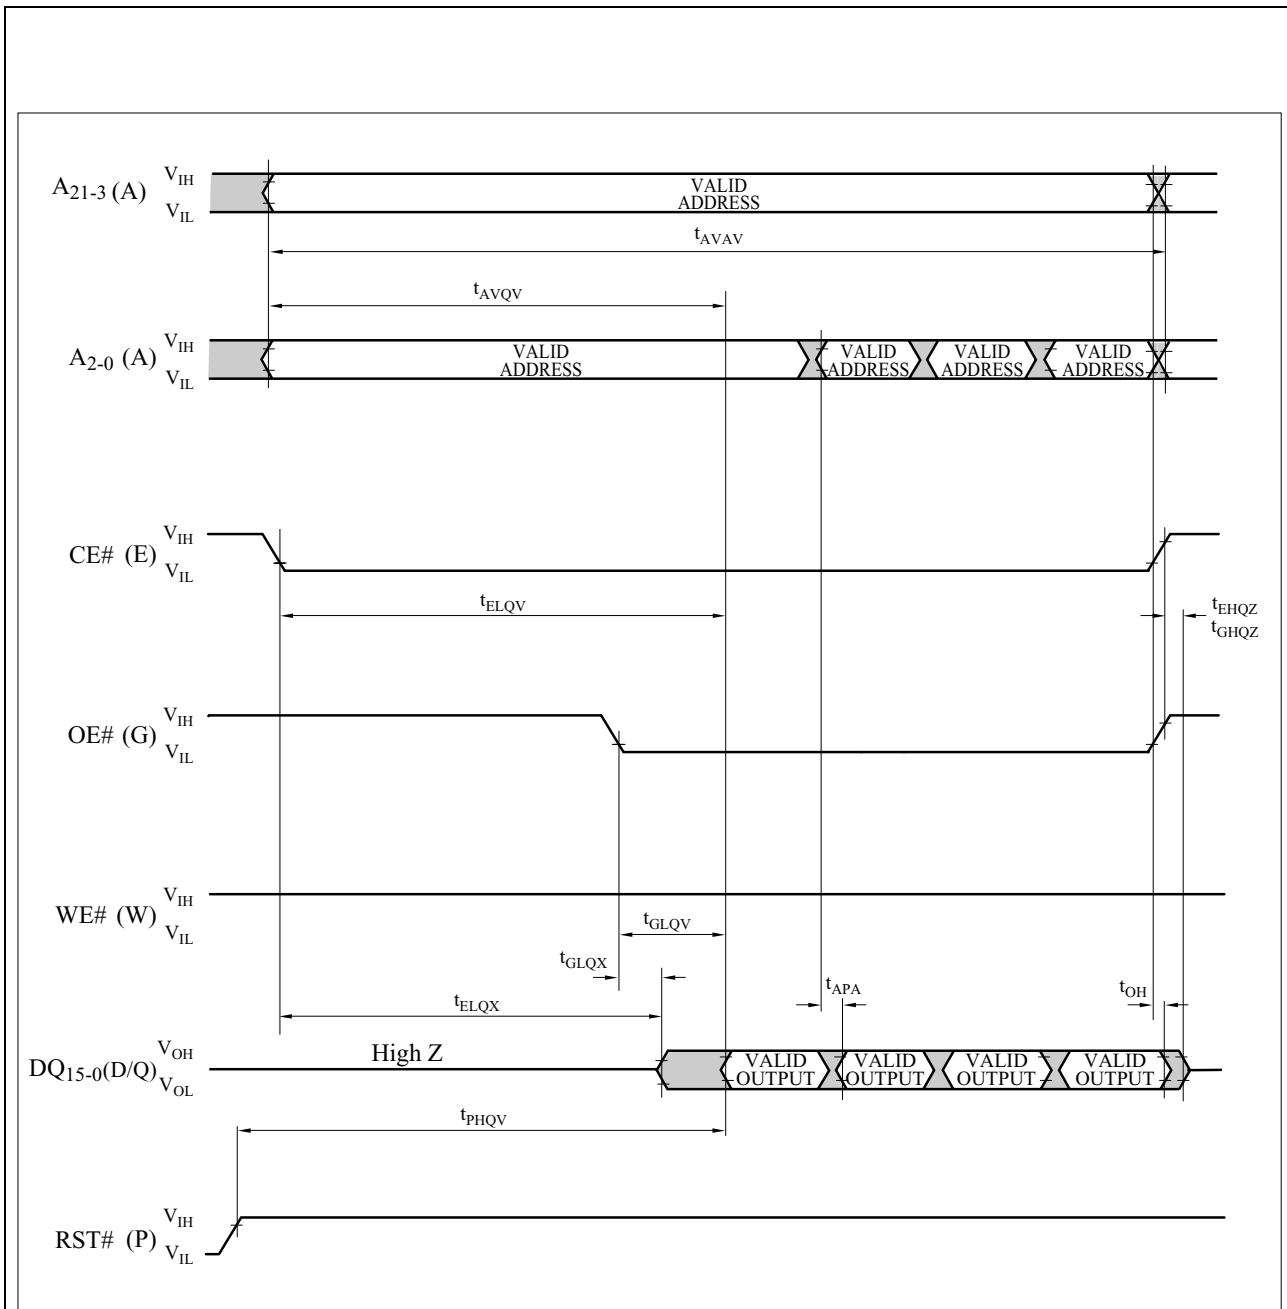 A21-3 (A)
VIH
VIL
VALID
ADDRESS
tAVAV
tAVQV
A2-0 (A)
VIH
VIL
VALID
ADDRESS
VALID
ADDRESS
VALID
ADDRESS
VALID
ADDRESS
CE# (E)
VIH
VIL
tELQV
tEHQZ
tGHQZ
OE# (G)
VIH
VIL
WE# (W)
VIH
VIL
tGLQV
tGLQX
tELQX
tAPA
tOH
DQ15-0(D/Q)
VOH
VOL
High Z
VALID
OUTPUT
VALID
OUTPUT
VALID
OUTPUT
VALID
OUTPUT
tPHQV
RST# (P)
VIH
VIL